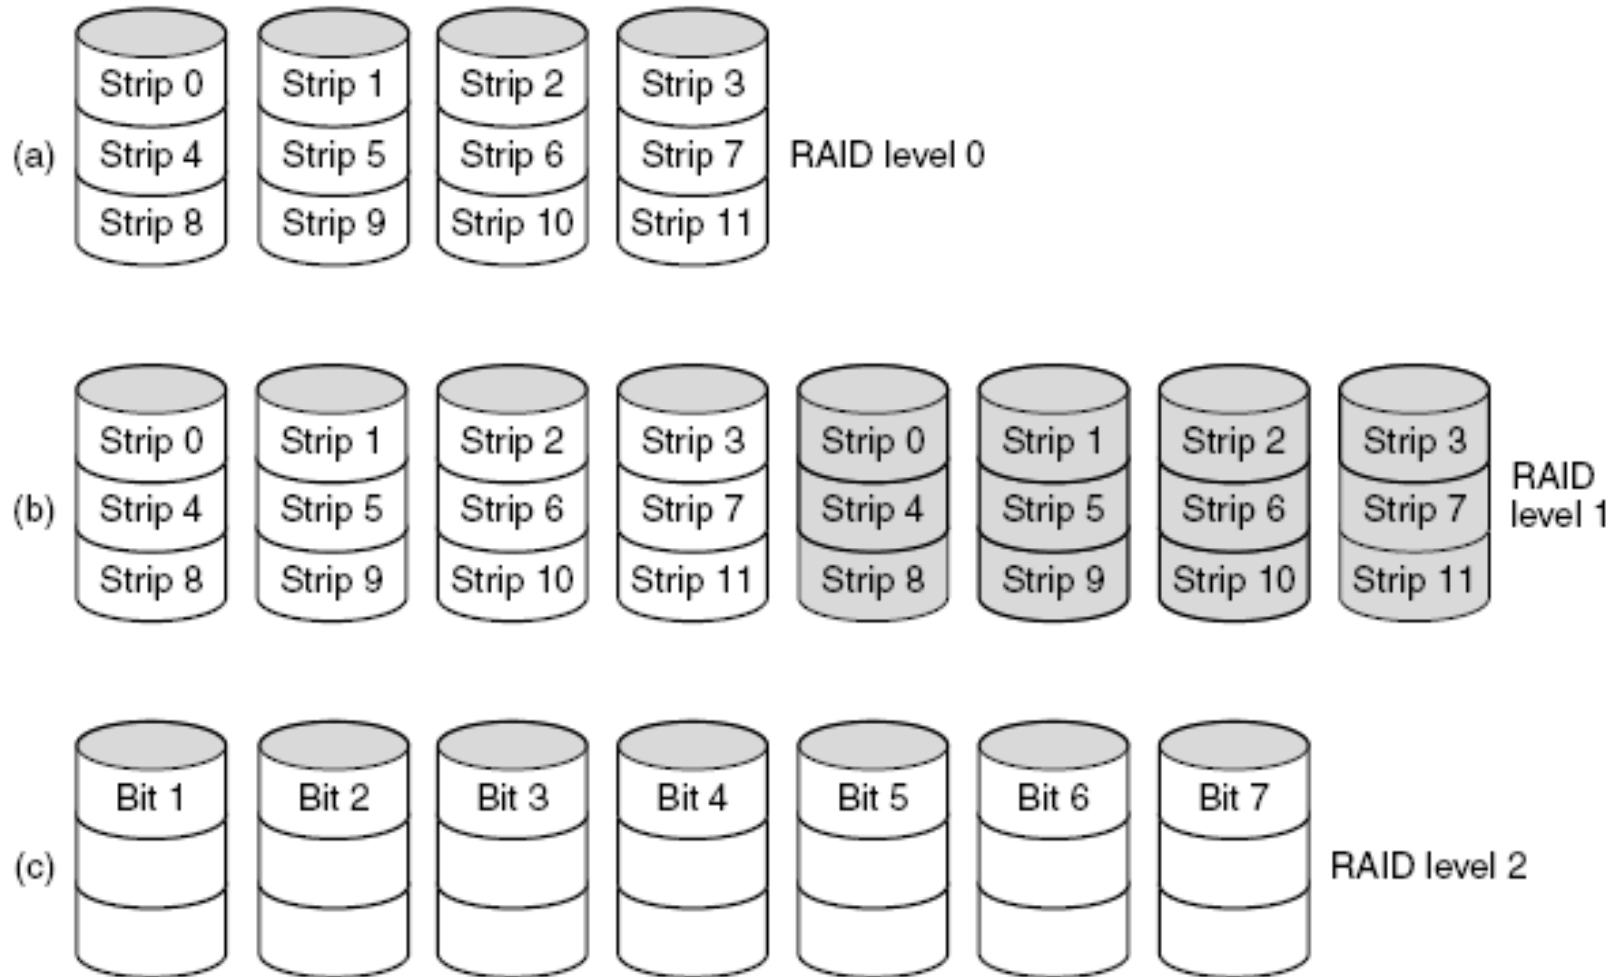 Strip 0 Strip 1 Strip 2 Strip 3
(a) Strip 4 Strip 5 Strip 6 Strip 7 RAID level 0
Strip 8 Strip 9 Strip 10 Strip 11
Strip 0 Strip 1 Strip 2 Strip 3 Strip 0 Strip 1 Strip 2 Strip 3
(b) Strip 4 Strip 5 Strip 6 Strip 7 Strip 4 Strip 5 Strip 6 Strip 7 RAID
level 1
Strip 8 Strip 9 Strip 10 Strip 11 Strip 8 Strip 9 Strip 10 Strip 11
Bit 1 Bit 2 Bit 3 Bit 4 Bit 5 Bit 6 Bit 7
(c) RAID level 2